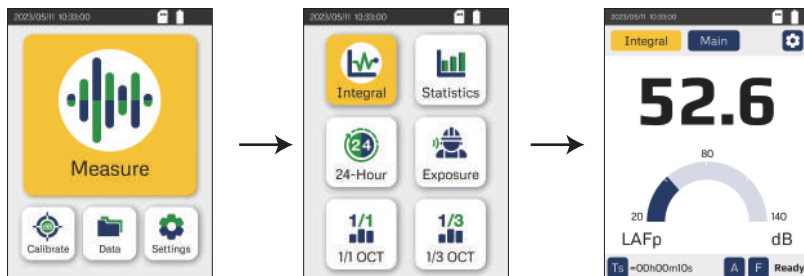 2023/05/11 10:33:00
Measure
Calibrate Data Settings
2023/05/11 10:33:00
Integral Statistics
24
24-Hour Exposure
1/1 1/3
1/1 OCT 1/3 OCT
2023/05/11 10:33:00
Integral Main
52.6
80
20 140
LAFp dB
Ts =00h00m10s A F Ready